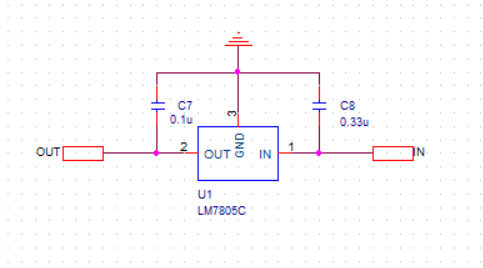 C7
0.1u
3
C8
0.33u
OUT
2
OUT
GND
IN
1
IN
U1
LM7805C